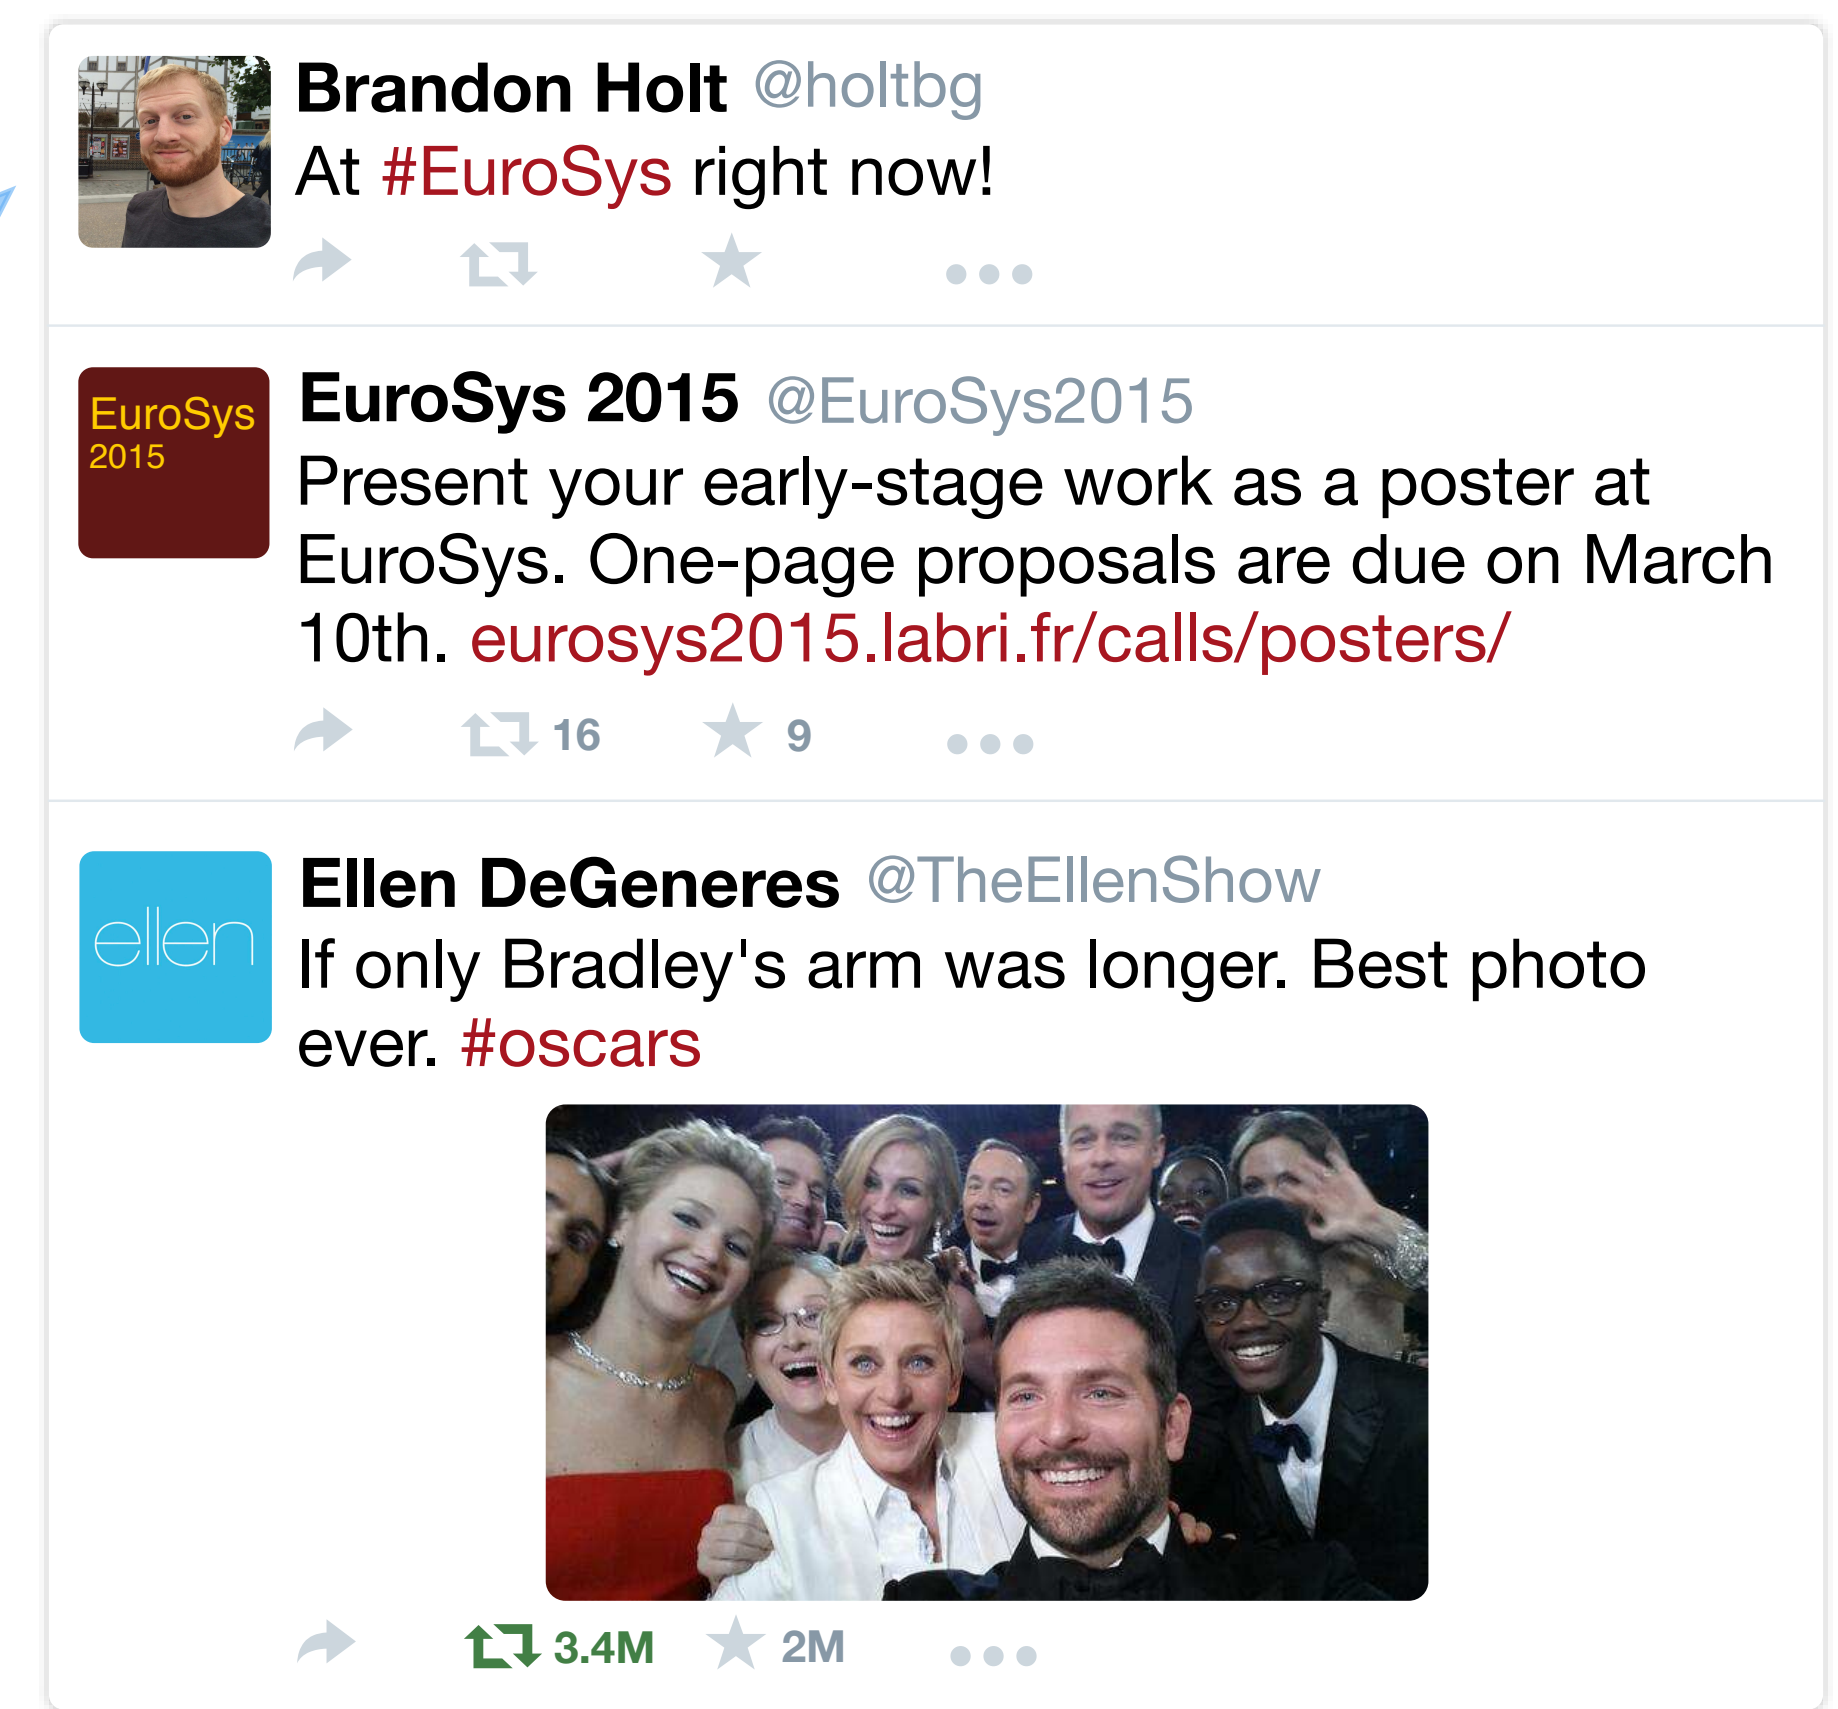 Brandon Holt @holtbg
At #EuroSys right now!
EuroSys
2015
EuroSys 2015 @EuroSys2015
Present your early-stage work as a poster at
EuroSys. One-page proposals are due on March
10th. eurosys2015.labri.fr/calls/posters/
16 9
ellen
Ellen DeGeneres @TheEllenShow
If only Bradley's arm was longer. Best photo
ever. #oscars
3.4M 2M